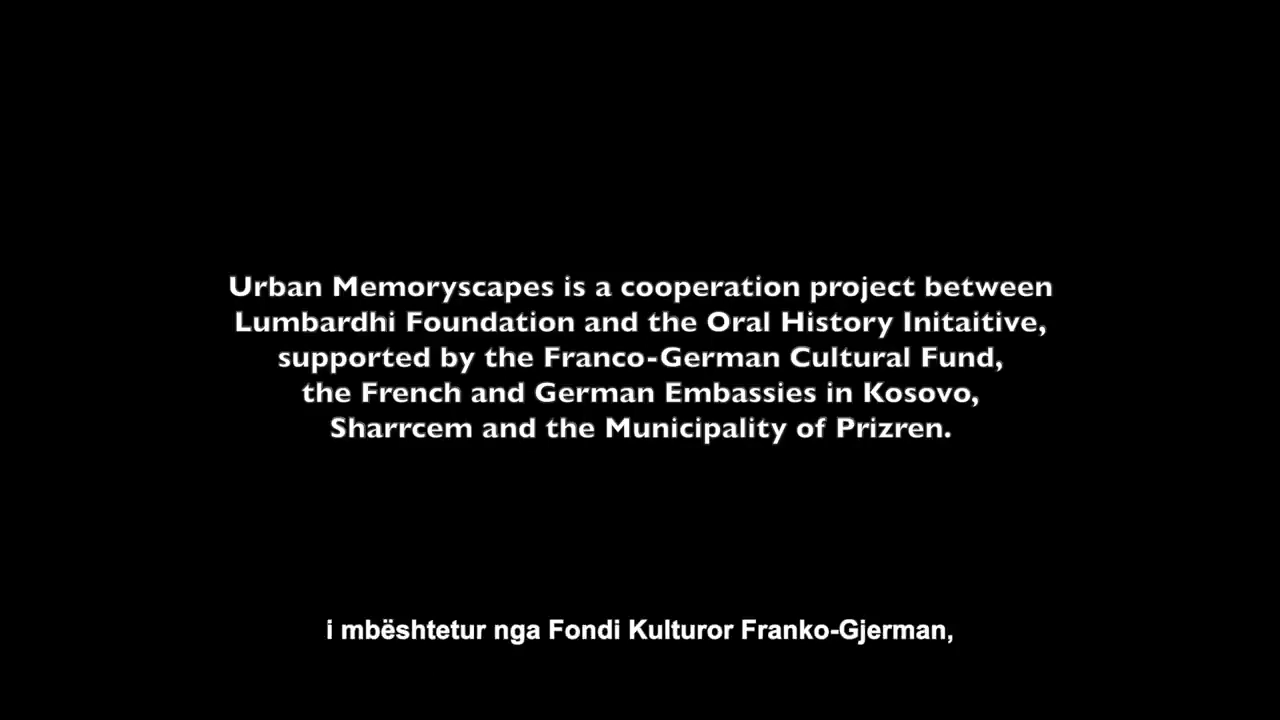 Urban Memoryscapes is a cooperation project between
Lumbardhi Foundation and the Oral History Initaitive,
supported by the Franco-German Cultural Fund,
the French and German Embassies in Kosovo,
Sharrcem and the Municipality of Prizren.
i mbështetur nga Fondi Kulturor Franko-Gjerman,